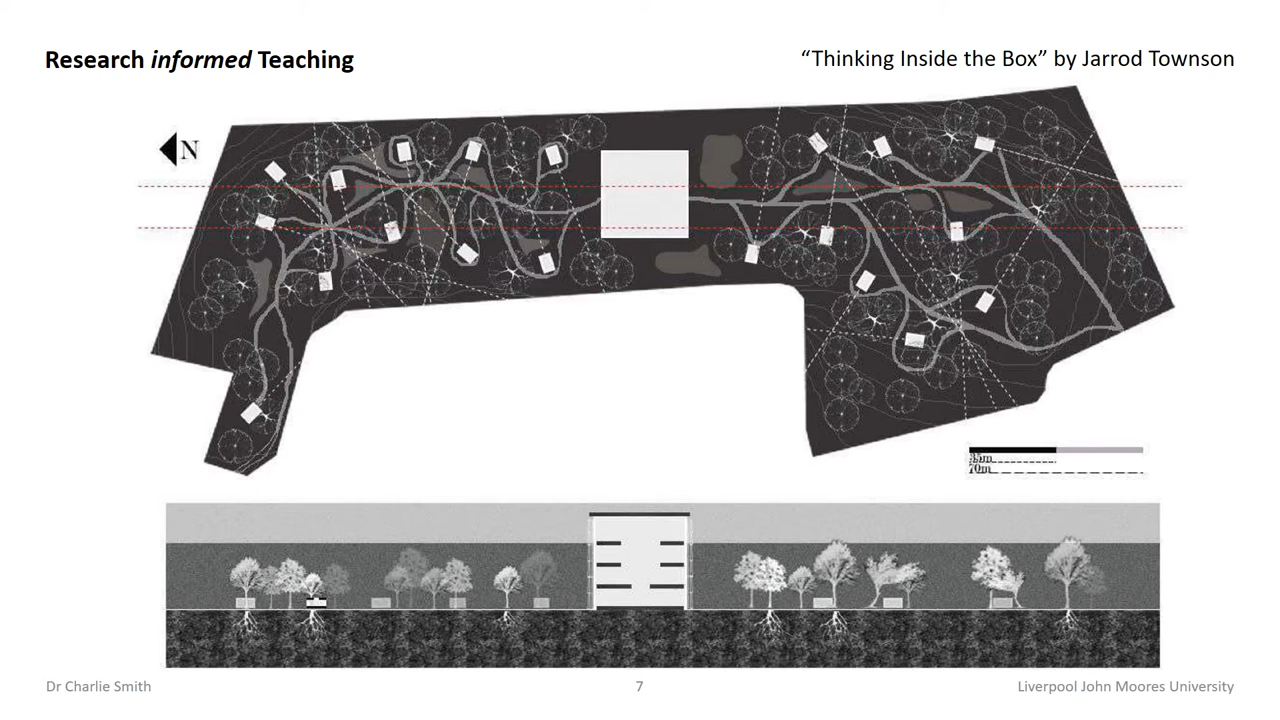 Research informed Teaching
“Thinking Inside the Box” by Jarrod Townson
N
35m
70m
Dr Charlie Smith
7
Liverpool John Moores University